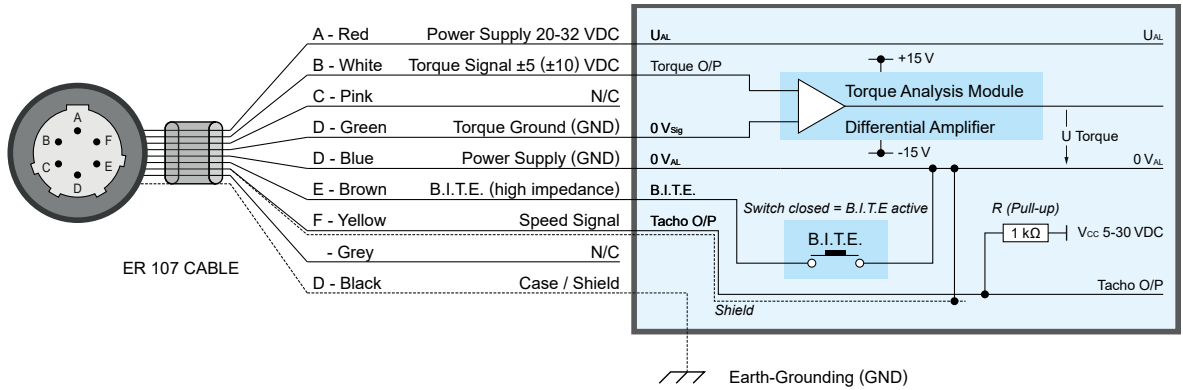 A - Red Power Supply 20-32 VDC UAL UAL
B - White Torque Signal ±5 (±10) VDC Torque O/P +15 V
C - Pink N/C Torque Analysis Module
D - Green Torque Ground (GND) 0 VSig Differential Amplifier U Torque
D - Blue Power Supply (GND) 0 VAL -15 V 0 VAL
E - Brown B.I.T.E. (high impedance) B.I.T.E.
Switch closed = B.I.T.E active R (Pull-up)
F - Yellow Speed Signal Tacho O/P
B.I.T.E. 1 kΩ Vcc 5-30 VDC
- Grey N/C
D - Black Case / Shield Tacho O/P
Shield
A
B F
C E
D
ER 107 CABLE
Earth-Grounding (GND)